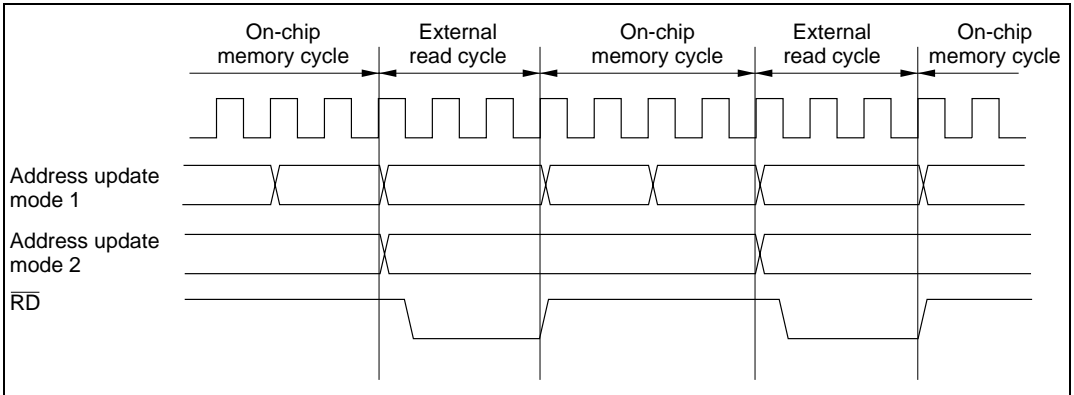 On-chip
memory cycle
External
read cycle
On-chip
memory cycle
External
read cycle
On-chip
memory cycle
Address update
mode 1
Address update
mode 2
R̅D̅